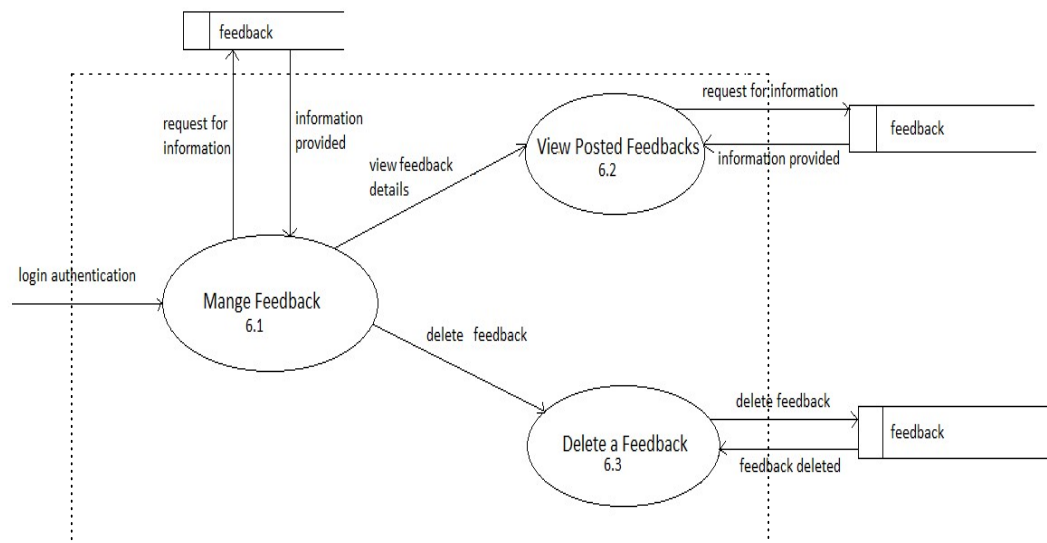 feedback
request for
information
information
provided
view feedback
details
login authentication
Mange Feedback
6.1
View Posted Feedbacks
6.2
request for information
information provided
feedback
delete feedback
Delete a Feedback
6.3
delete feedback
feedback deleted
feedback